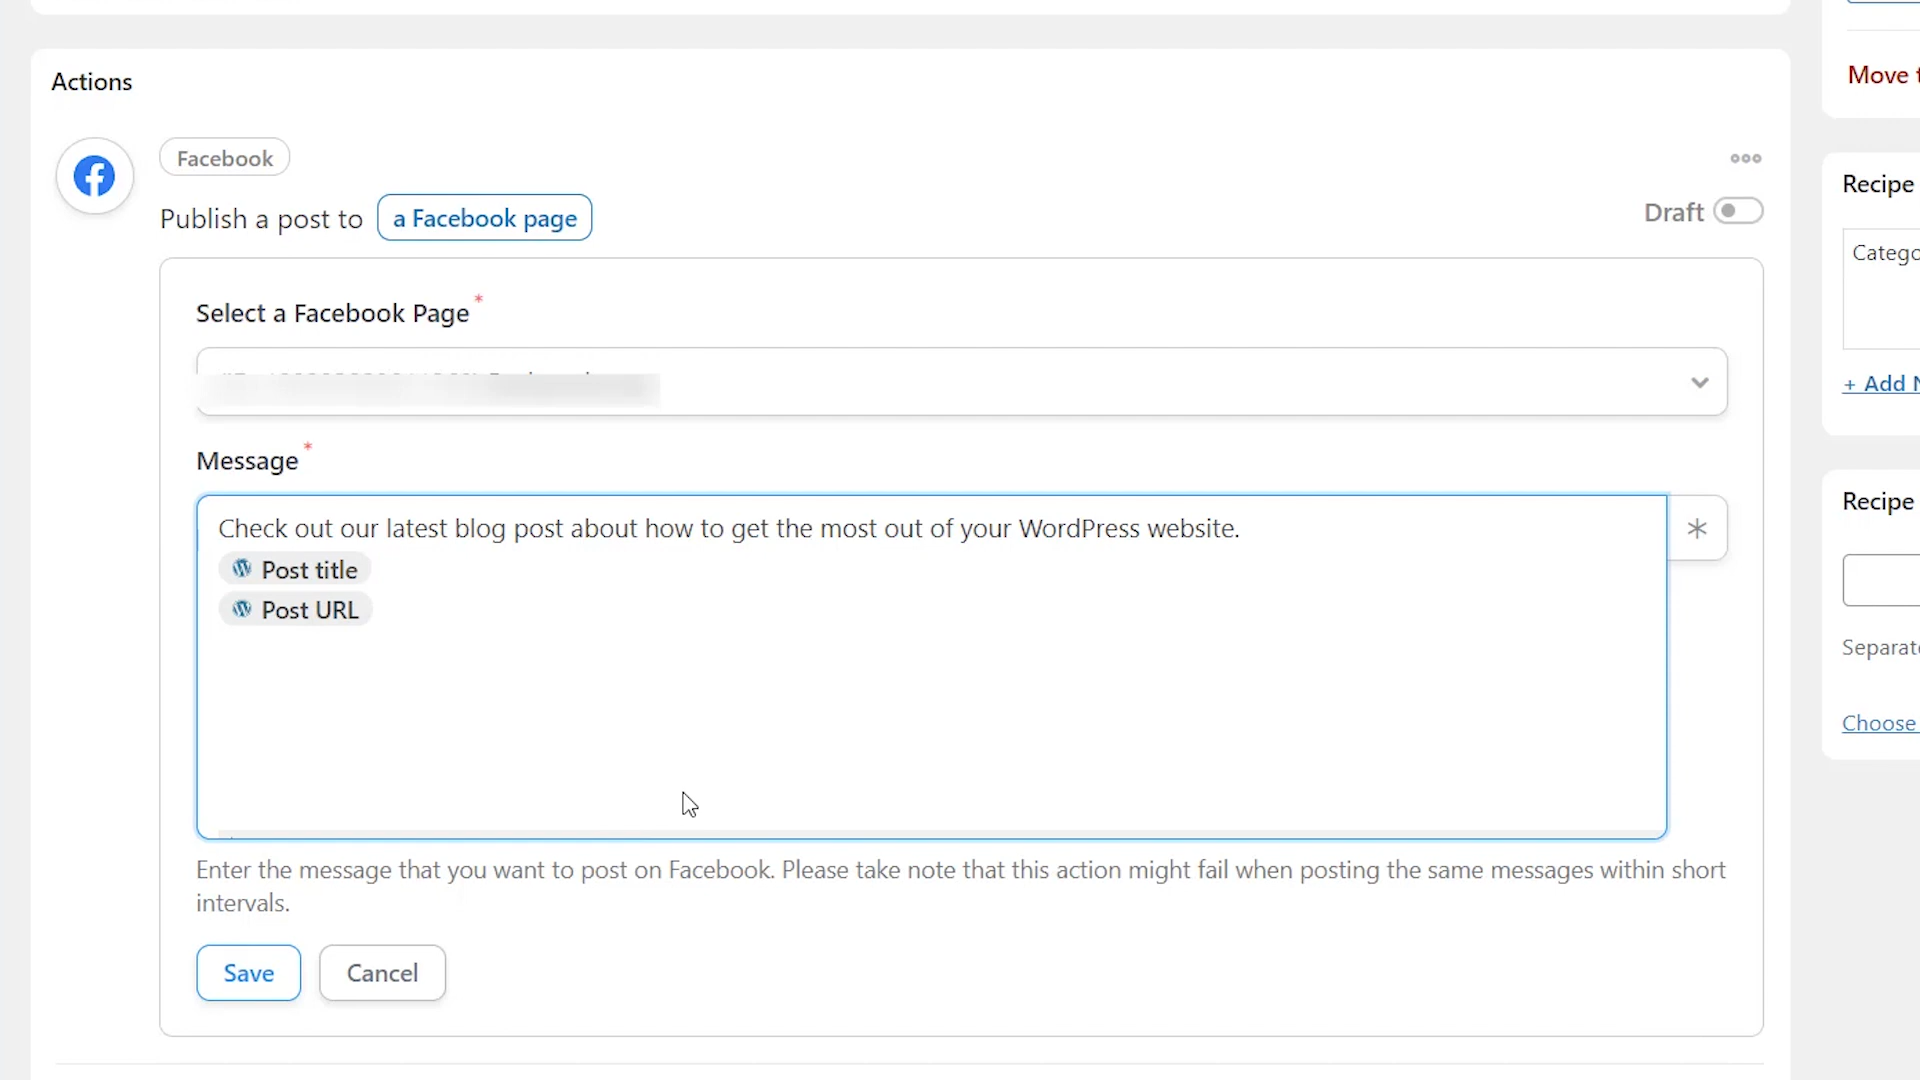 Actions
Move t
Facebook
Publish a post to a Facebook page
Draft
Recipe
Catego
Select a Facebook Page *
+ Add N
Message *
Recipe
Check out our latest blog post about how to get the most out of your WordPress website.
Post title
Post URL
Separate
Choose
Enter the message that you want to post on Facebook. Please take note that this action might fail when posting the same messages within short
intervals.
Save
Cancel